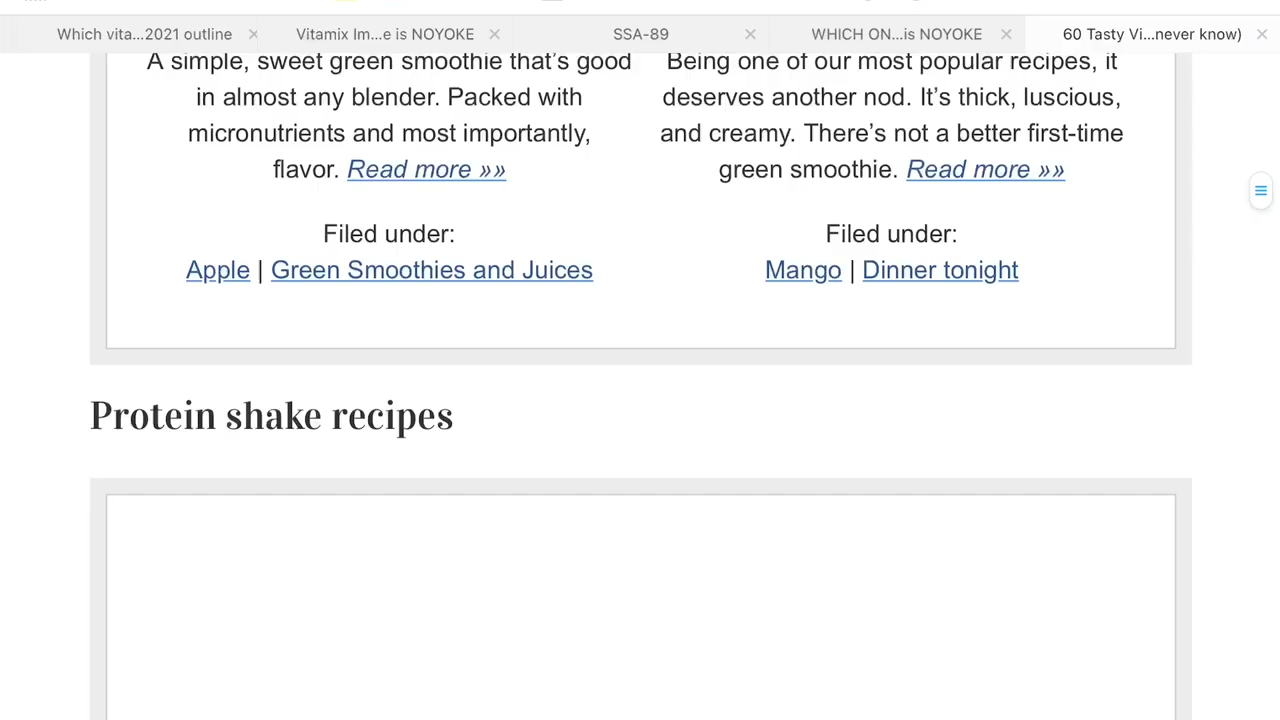 Which vita...2021 outline
Vitamix Im...e is NOYOKE
SSA-89
WHICH ON...is NOYOKE
60 Tasty Vi...never know)
A simple, sweet green smoothie that’s good
in almost any blender. Packed with
micronutrients and most importantly,
flavor. Read more »»
Filed under:
Apple | Green Smoothies and Juices
Being one of our most popular recipes, it
deserves another nod. It’s thick, luscious,
and creamy. There’s not a better first-time
green smoothie. Read more »»
Filed under:
Mango | Dinner tonight
Protein shake recipes